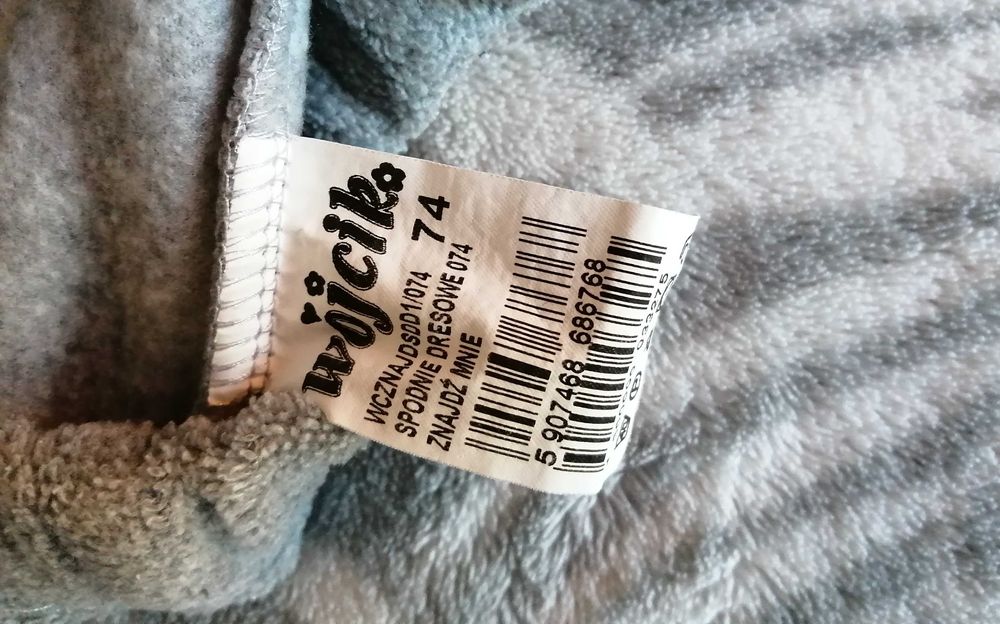 wójcik
74
WCZNAJDSDD1/074
SPODNIE DRESOWE 074
ZNAJDŹ MNIE
5 907468 686768